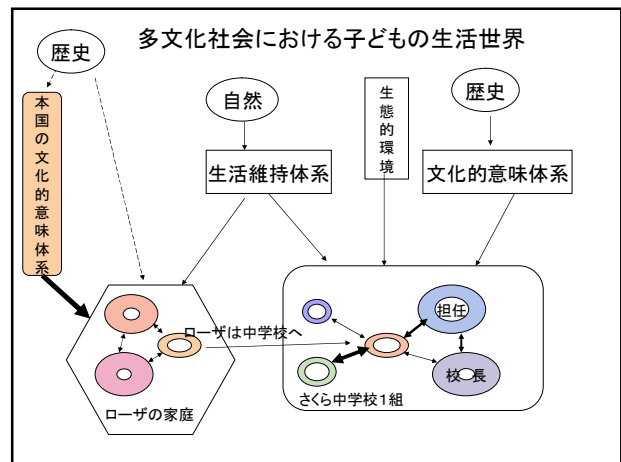 多文化社会における子どもの生活世界
歴史
本国の文化的意味体系
自然
生活維持体系
生態的環境
歴史
文化的意味体系
ローザは中学校へ
ローザの家庭
担任
校長
さくら中学校1組